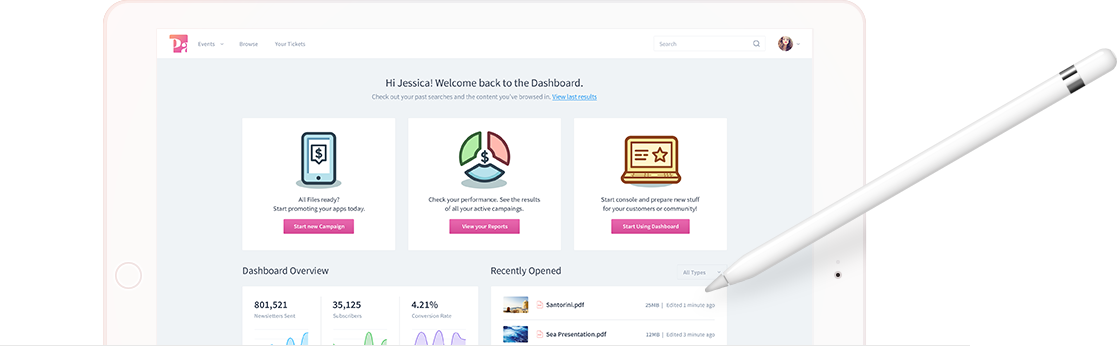 Di
Events
Browse
Your Tickets
Search
Hi Jessica! Welcome back to the Dashboard.
Check out your past searches and the content you've browsed in. View last results
$
$
All Files ready?
Start promoting your apps today.
Start new Campaign
Check your performance. See the results
of all your active campaings.
View your Reports
Start console and prepare new stuff
for your customers or community!
Start Using Dashboard
Dashboard Overview
801,521
Newsletters Sent
35,125
Subscribers
4.21%
Conversion Rate
Recently Opened
All Types
Santorini.pdf
25MB | Edited 1 minute ago
Sea Presentation.pdf
12MB | Edited 3 minute ago